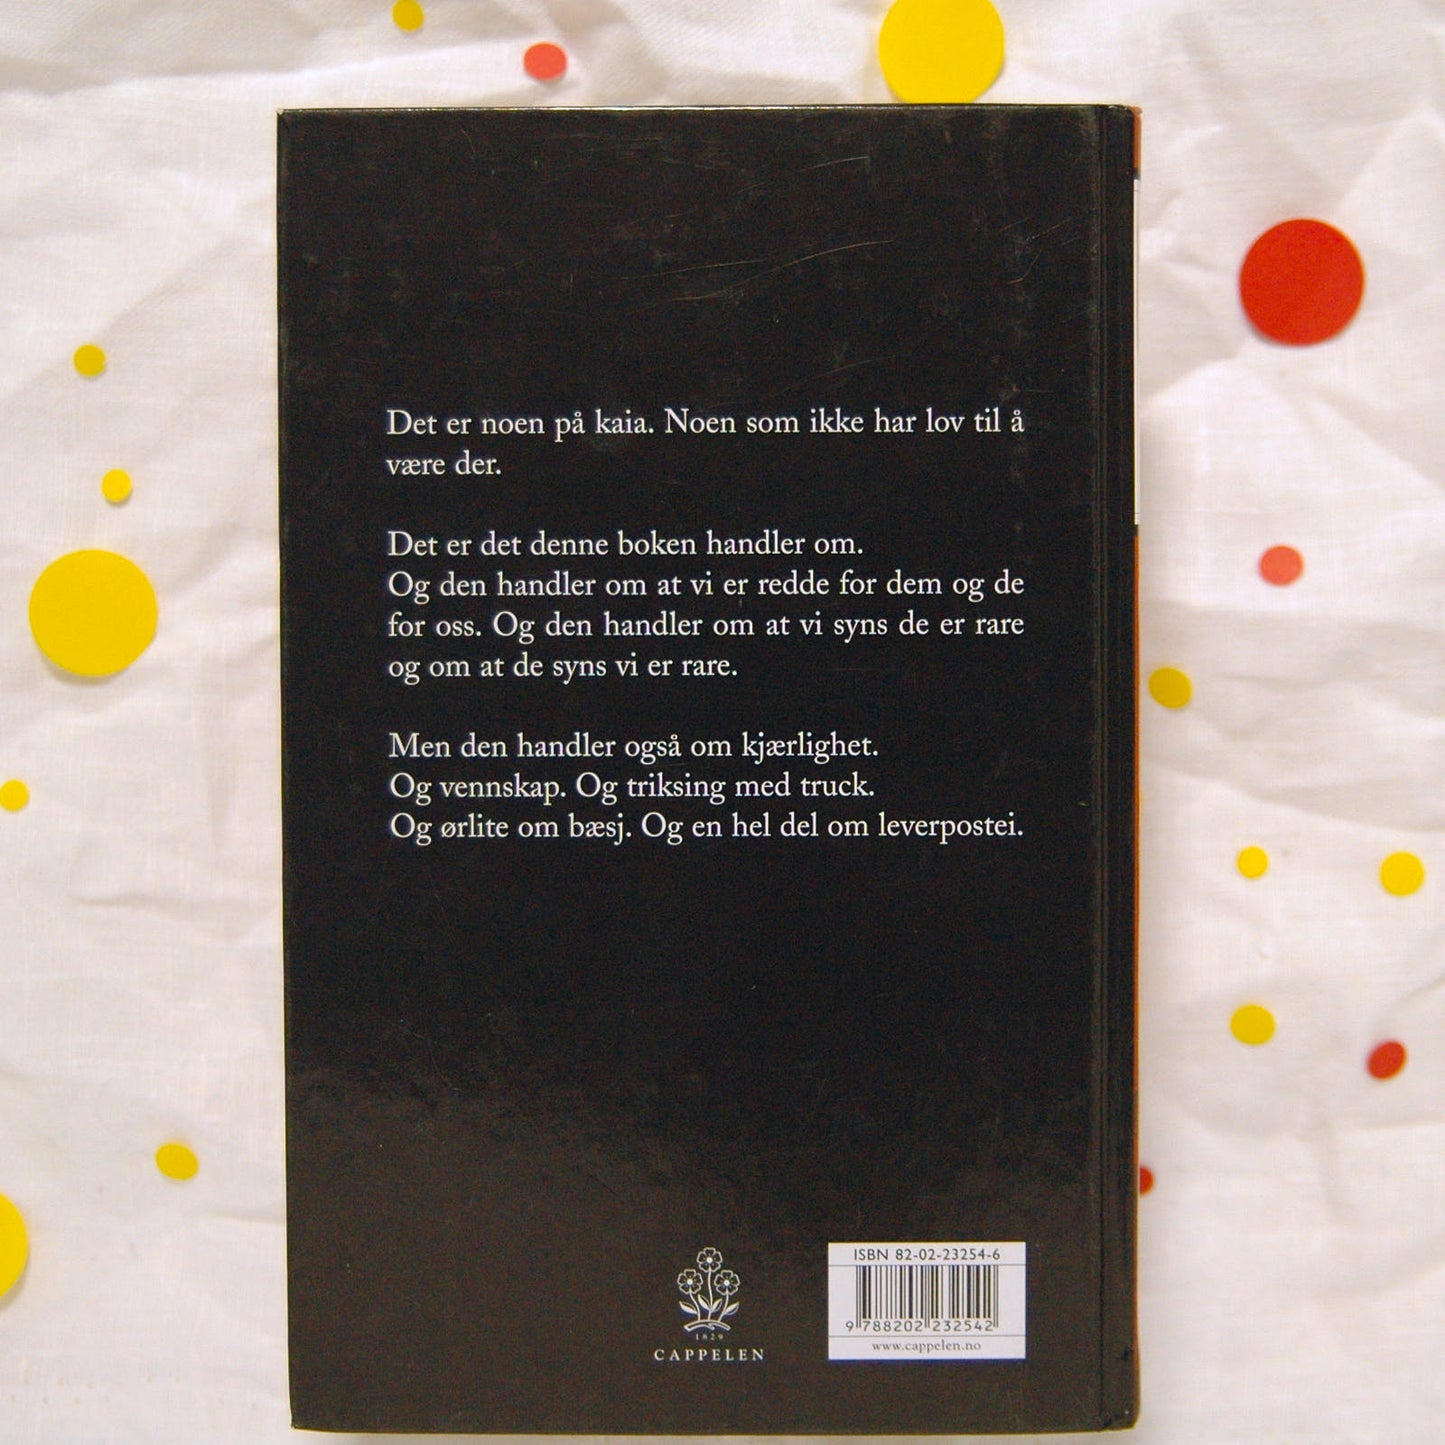 Det er noen på kaia. Noen som ikke har lov til å
være der.
Det er det denne boken handler om.
Og den handler om at vi er redde for dem og de
for oss. Og den handler om at vi syns de er rare
og om at de syns vi er rare.
Men den handler også om kjærlighet.
Og vennskap. Og triksing med truck.
Og ørlite om bæsj. Og en hel del om leverpostei.
1829
CAPPELEN
ISBN 82-02-23254-6
9 788202 232542
www.cappelen.no